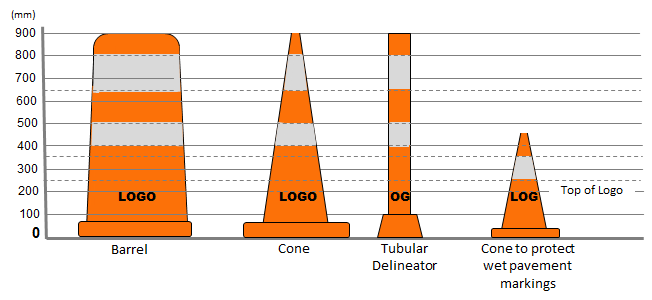 (mm)
900
800
700
600
500
400
300
200
100
0
LOGO
LOGO
OG
LOG
Top of Logo
Barrel
Cone
Tubular
Delineator
Cone to protect
wet pavement
markings